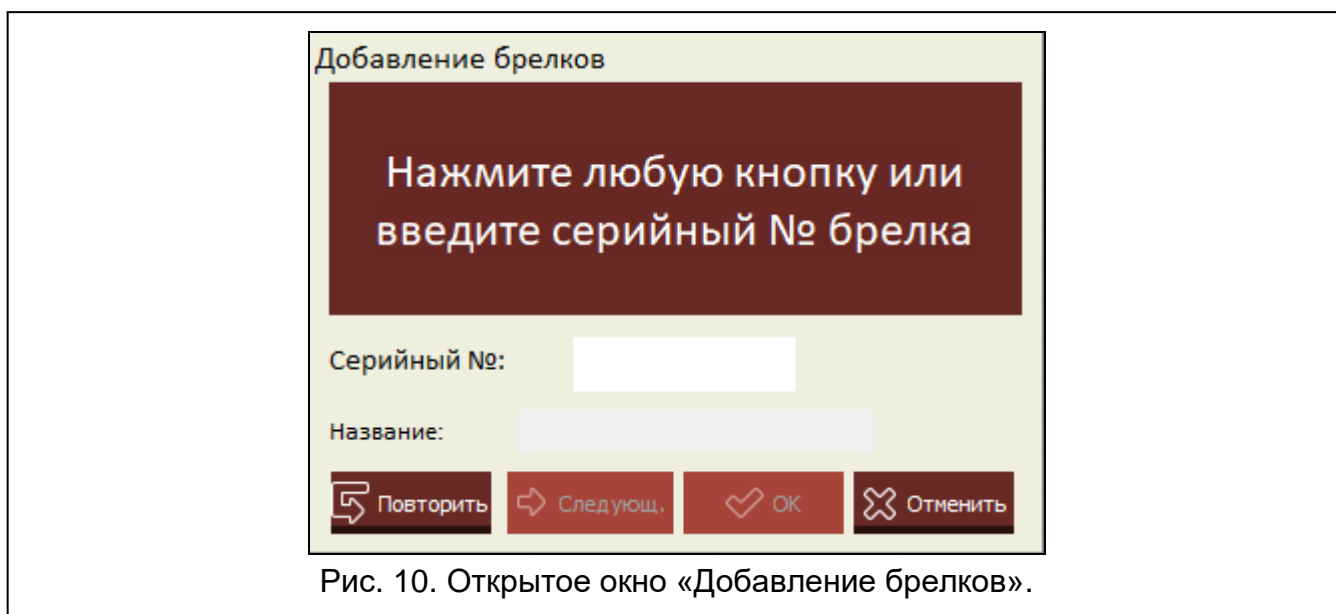 Добавление брелков
Нажмите любую кнопку или
введите серийный № брелка
Серийный №:
Название:
Повторить Следующ. ОК Отменить
Рис. 10. Открытое окно «Добавление брелков».